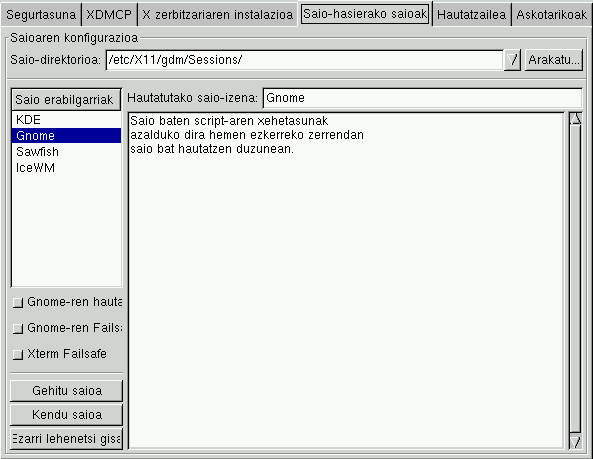 Segurtasuna XDMCP X zerbitzariaren instalazioa Saio-hasierako saioak Hautatzailea Askotarikoak
Saioaren konfigurazioa
Saio-direktorioa: /etc/X11/gdm/Sessions/ Arakatu...
Saio erabilgarriak Hautatutako saio-izena: Gnome
KDE
Gnome
Sawfish
IceWM
Saio baten script-aren xehetasunak
azalduko dira hemen ezkerreko zerrendan
saio bat hautatzen duzunean.
Gnome-ren hauta
Gnome-ren Fails
Xterm Failsafe
Gehitu saioa
Kendu saioa
Ezarri lehenetsi gisa